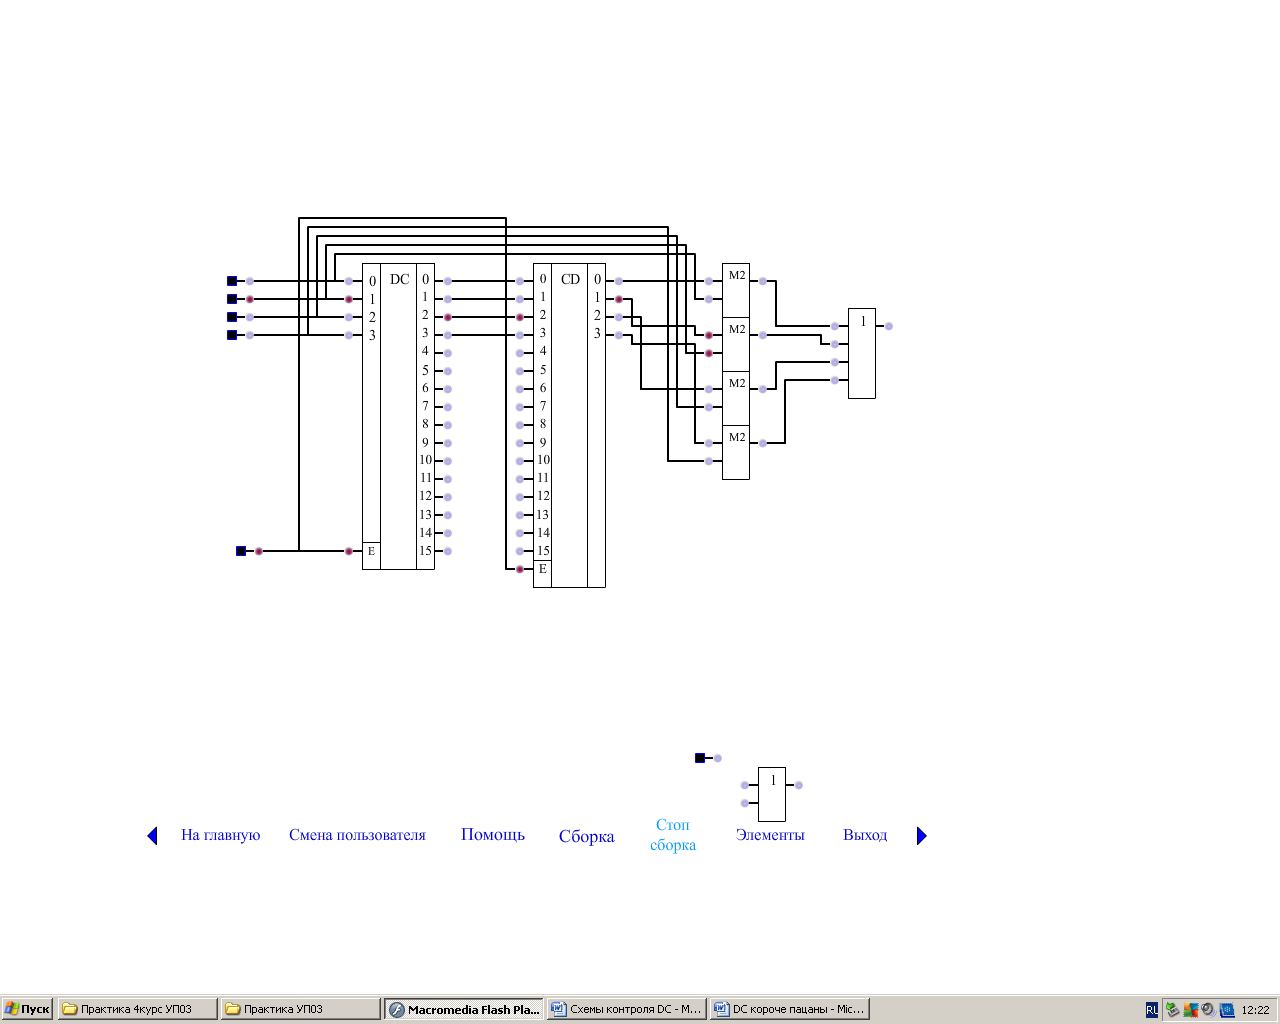 0 DC 0 0 CD 0 M2
1 1 1 1
2 2 2 2 M2 1
3 3 3 3
4 4
5 5
6 6 M2
7 7
8 8
9 9 M2
10 10
11 11
12 12
13 13
14 14
E 15 15
E
1
На главную Смена пользователя Помощь Сборка Стоп сборка Элементы Выход
Пуск Практика 4курс УП03 Практика УП03 Macromedia Flash Pla... Схемы контроля DC - M... DC короче пацаны - Mic... RL 12:22